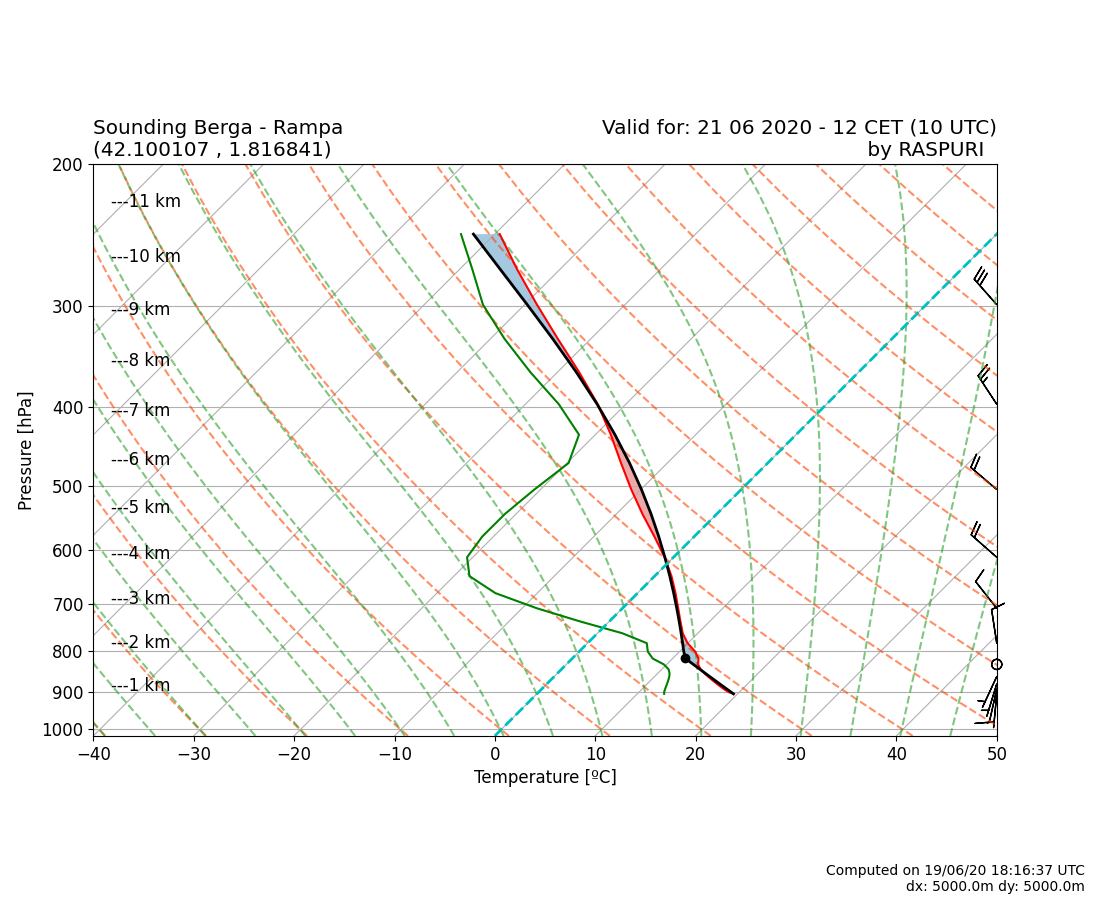 Sounding Berga - Rampa
(42.100107 , 1.816841)
Valid for: 21 06 2020 - 12 CET (10 UTC)
by RASPURI
200
300
400
500
600
700
800
900
1000
Pressure [hPa]
---11 km
---10 km
---9 km
---8 km
---7 km
---6 km
---5 km
---4 km
---3 km
---2 km
---1 km
−40 −30 −20 −10 0 10 20 30 40 50
Temperature [ºC]
Computed on 19/06/20 18:16:37 UTC
dx: 5000.0m dy: 5000.0m